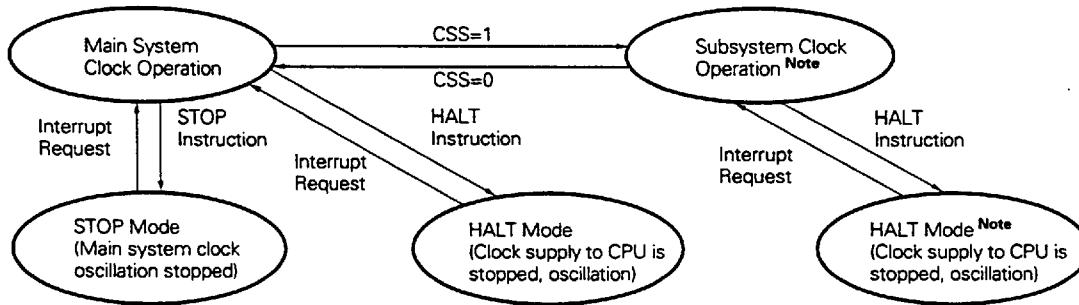 Main System
Clock Operation
CSS=1
CSS=0
Subsystem Clock
Operation Note
Interrupt
Request
STOP
Instruction
HALT
Instruction
Interrupt
Request
HALT
Instruction
Interrupt
Request
STOP Mode
(Main system clock
oscillation stopped)
HALT Mode
(Clock supply to CPU is
stopped, oscillation)
HALT Mode Note
(Clock supply to CPU is
stopped, oscillation)